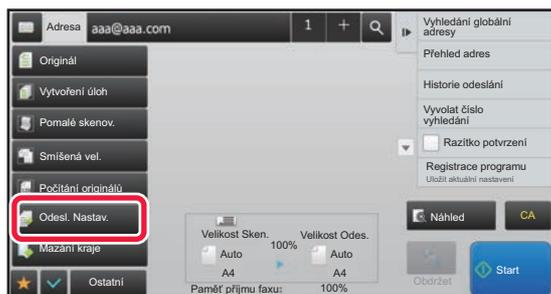 Adresa aaa@aaa.com 1 + 
Originál
Vytvoření úloh
Pomalé skenov.
Smíšená vel.
Počítání originálů
Odesl. Nastav.
Mazání kraje
Ostatní
Velikost Sken.
100%
Velikost Odes.
Auto
A4
Auto
A4
Paměť příjmu faxu: 100%
Vyhledání globální
adresy
Přehled adres
Historie odeslání
Vyvolat číslo
vyhledání
Razítko potvrzení
Registrace programu
Uložit aktuální nastavení
Náhled
CA
Obdržet
Start